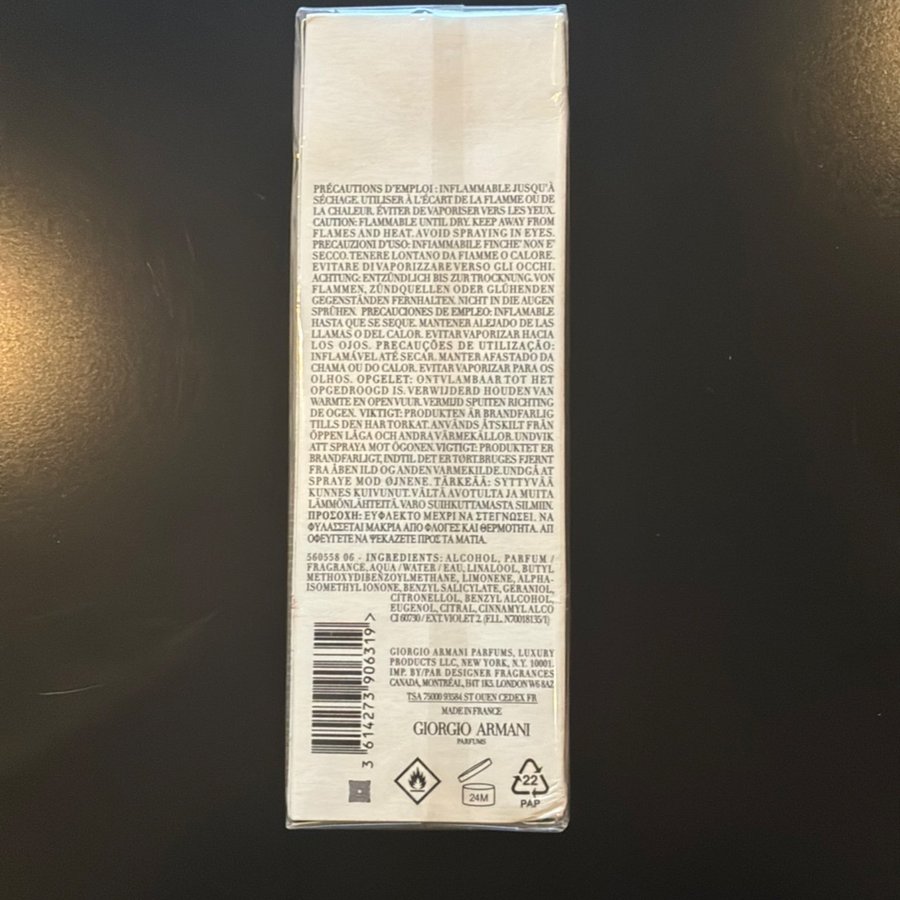 PRÉCAUTIONS D'EMPLOI : INFLAMMABLE JUSQU'À
SÉCHAGE. UTILISER À L'ÉCART DE LA FLAMME OU DE
LA CHALEUR. ÉVITER DE VAPORISER VERS LES YEUX.
CAUTION: FLAMMABLE UNTIL DRY. KEEP AWAY FROM
FLAMES AND HEAT. AVOID SPRAYING IN EYES.
PRECAUZIONI D'USO: INFIAMMABILE FINCHE' NON E'
SECCO. TENERE LONTANO DA FIAMME O CALORE.
EVITARE DI VAPORIZZARE VERSO GLI OCCHI.
ACHTUNG: ENTZÜNDLICH BIS ZUR TROCKNUNG. VON
FLAMMEN, ZÜNDQUELLEN ODER GLÜHENDEN
GEGENSTÄNDEN FERNHALTEN. NICHT IN DIE AUGEN
SPRÜHEN. PRECAUCIONES DE EMPLEO: INFLAMABLE
HASTA QUE SE SEQUE. MANTENER ALEJADO DE LAS
LLAMAS O DEL CALOR. EVITAR VAPORIZAR HACIA
LOS OJOS. PRECAUÇÕES DE UTILIZAÇÃO:
INFLAMÁVEL ATÉ SECAR. MANTER AFASTADO DA
CHAMA OU DO CALOR. EVITAR VAPORIZAR PARA OS
OLHOS. OPGELET: ONTVLAMBAAR TOT HET
OPGEDROOGD IS. VERWIJDERD HOUDEN VAN
WARMTE EN OPEN VUUR. VERMIJD SPUITEN RICHTING
DE OGEN. VIKTIGT: PRODUKTEN ÄR BRANDFARLIG
TILLS DEN HAR TORKAT. ANVÄNDS ÅTSKILT FRÅN
ÖPPEN LÅGA OCH ANDRA VÄRMEKÄLLOR. UNDVIK
ATT SPRAYA MOT ÖGONEN. VIGTIGT: PRODUKTET ER
BRANDFARLIGT, INDTIL DET ER TØRT. BRUGES FJERNT
FRA ÅBEN ILD OG ANDEN VARMEKILDE. UNDGÅ AT
SPRAYE MOD ØJNENE. TÄRKEÄÄ: SYTTYVÄÄ
KUNNES KUIVUNUT. VÄLTÄ AVOTULTA JA MUITA
LÄMMÖNLÄHTEITÄ. VARO SUIHKUTTAMASTA SILMIIN.
ΠΡΟΣΟΧΗ: ΕΥΦΛΕΚΤΟ ΜΕΧΡΙ ΝΑ ΣΤΕΓΝΩΣΕΙ. ΝΑ
ΦΥΛΑΣΣΕΤΑΙ ΜΑΚΡΙΑ ΑΠΟ ΦΛΟΓΕΣ ΚΑΙ ΘΕΡΜΟΤΗΤΑ. ΑΠ
ΟΦΕΥΓΕΤΕ ΝΑ ΨΕΚΑΖΕΤΕ ΠΡΟΣ ΤΑ ΜΑΤΙΑ.
560558 06 - INGREDIENTS: ALCOHOL, PARFUM /
FRAGRANCE, AQUA / WATER / EAU, LINALOOL, BUTYL
METHOXYDIBENZOYLMETHANE, LIMONENE, ALPHA-
ISOMETHYL IONONE, BENZYL SALICYLATE, GERANIOL,
CITRONELLOL, BENZYL ALCOHOL,
EUGENOL, CITRAL, CINNAMYL ALCO
CI 60730 / EXT. VIOLET 2. (F.I.L. N70018135/1)
GIORGIO ARMANI PARFUMS, LUXURY
PRODUCTS LLC, NEW YORK, N.Y. 10001.
IMP. BY/PAR DESIGNER FRAGRANCES
CANADA, MONTRÉAL, H4T 1K5. LONDON W6 8AZ
TSA 75000 93584 ST OUEN CEDEX FR
MADE IN FRANCE
GIORGIO ARMANI
PARFUMS
3 614273 906319 >
24M
22
PAP